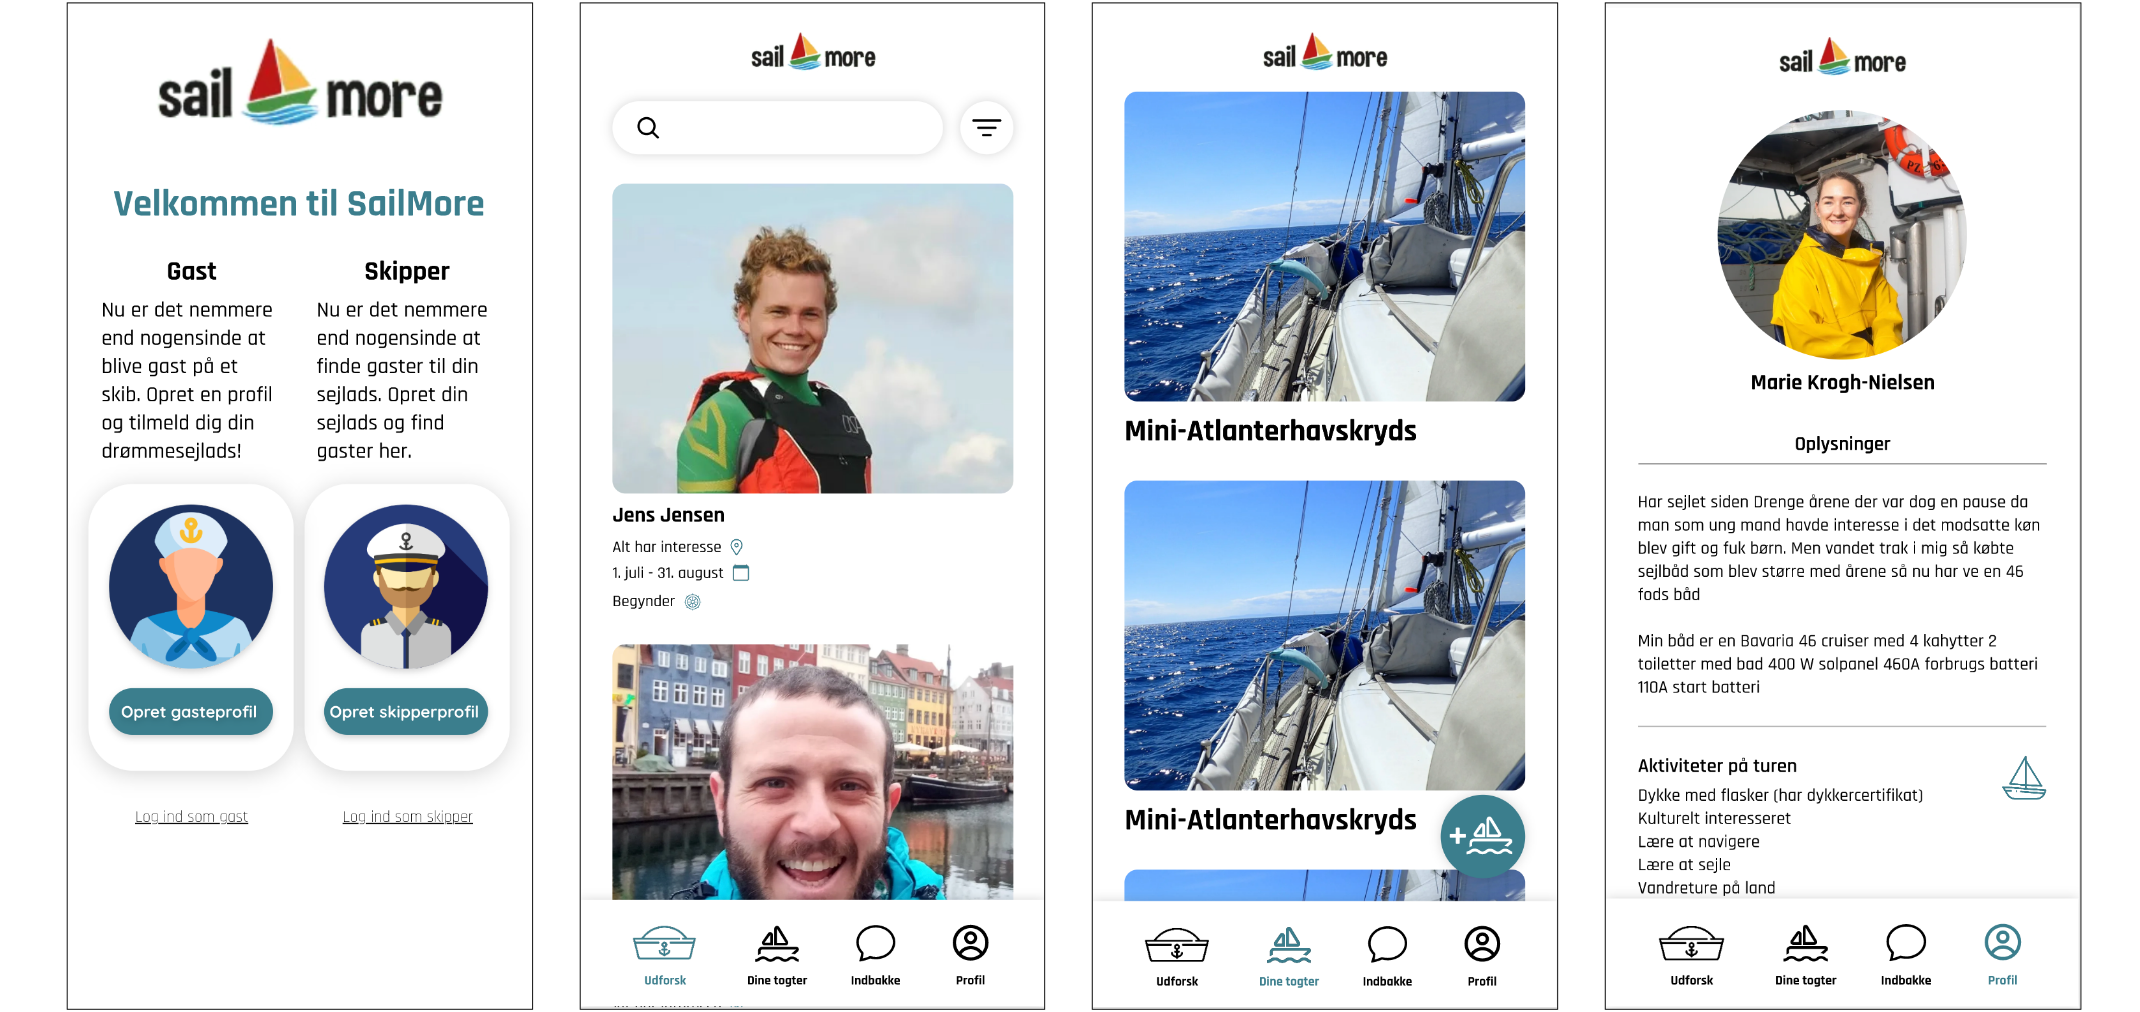 sail more
Velkommen til SailMore
Gast
Nu er det nemmere
end nogensinde at
blive gast på et
skib. Opret en profil
og tilmeld dig din
drømmesejlads!
Skipper
Nu er det nemmere
end nogensinde at
finde gaster til din
sejlads. Opret din
sejlads og find
gaster her.
Opret gasteprofil
Opret skipperprofil
Log ind som gast
Log ind som skipper
sail more
Jens Jensen
Alt har interesse
1. juli - 31. august
Begynder
Udforsk
Dine togter
Indbakke
Profil
sail more
Mini-Atlanterhavskryds
Mini-Atlanterhavskryds
+
Udforsk
Dine togter
Indbakke
Profil
sail more
PZ 6
Marie Krogh-Nielsen
Oplysninger
Har sejlet siden Drenge årene der var dog en pause da
man som ung mand havde interesse i det modsatte køn
blev gift og fuk børn. Men vandet trak i mig så købte
sejlbåd som blev større med årene så nu har ve en 46
fods båd
Min båd er en Bavaria 46 cruiser med 4 kahytter 2
toiletter med bad 400 W solpanel 460A forbrugs batteri
110A start batteri
Aktiviteter på turen
Dykke med flasker (har dykkercertifikat)
Kulturelt interesseret
Lære at navigere
Lære at sejle
Vandreture på land
Udforsk
Dine togter
Indbakke
Profil